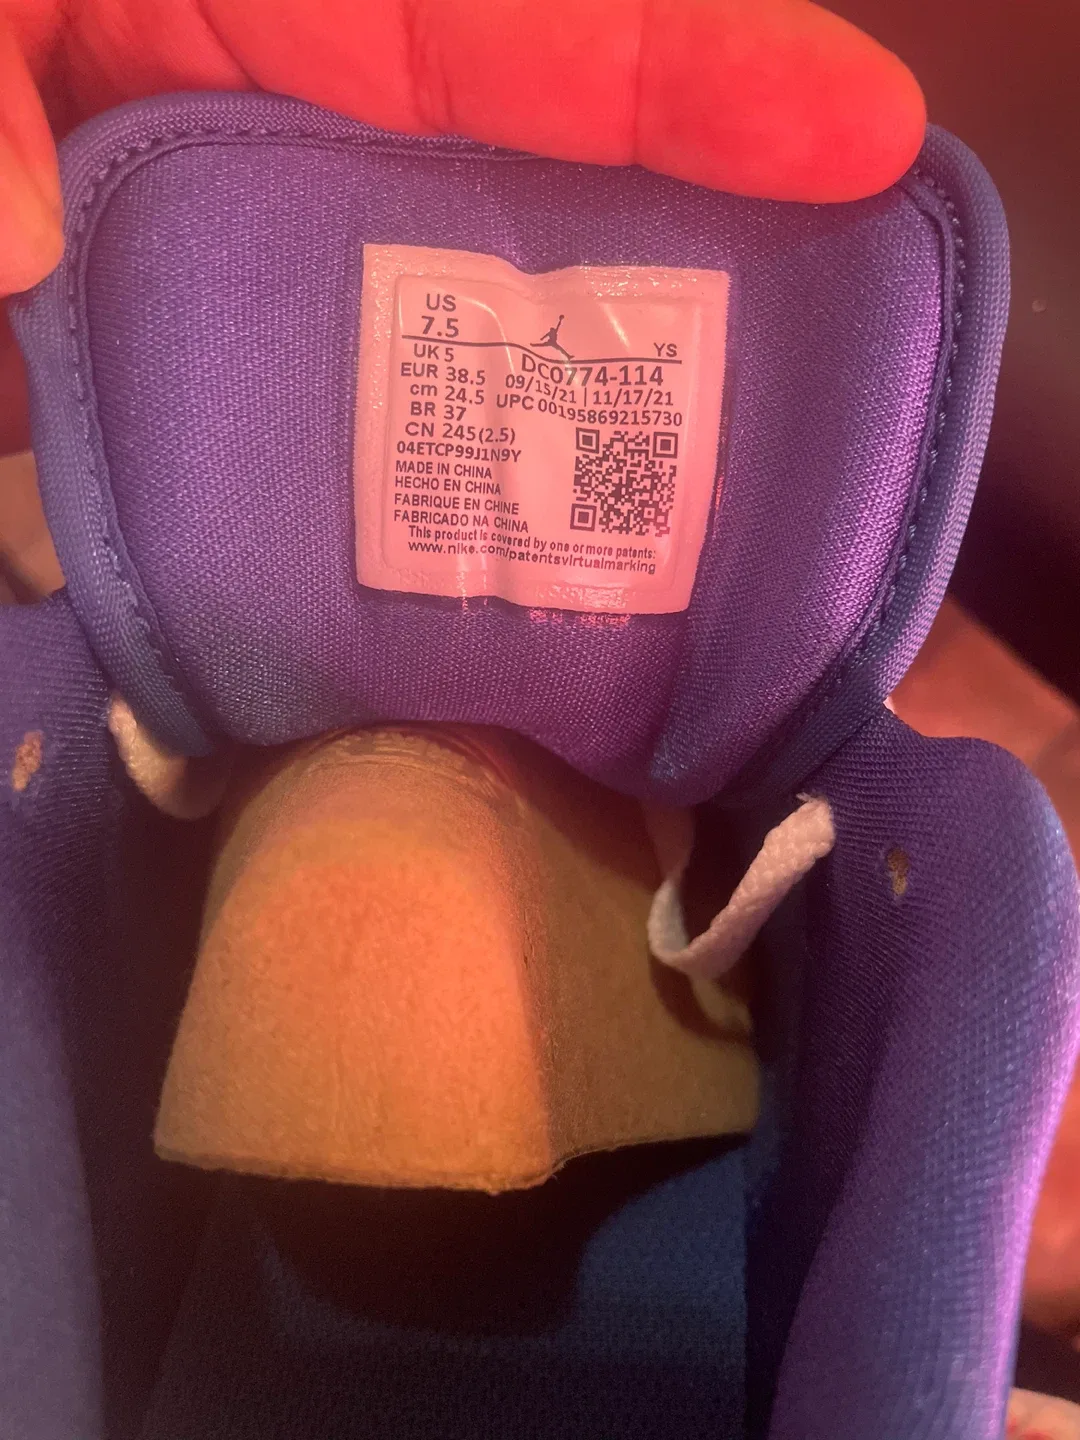 US
7.5
YS
UK 5
DC0774-114
EUR 38.5
09/15/21 | 11/17/21
cm 24.5
UPC 00195869215730
BR 37
CN 245(2.5)
04ETCP99J1N9Y
MADE IN CHINA
HECHO EN CHINA
FABRIQUE EN CHINE
FABRICADO NA CHINA
This product is covered by one or more patents:
www.nike.com/patentsvirtualmarking